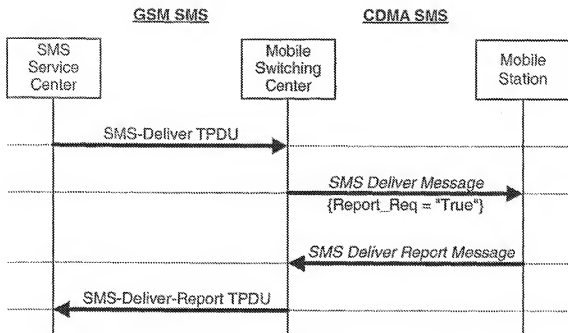 GSM SMS
CDMA SMS
SMS
Service
Center
Mobile
Switching
Center
Mobile
Station
SMS-Deliver TPDU
SMS Deliver Message
{Report_Req = "True"}
SMS Deliver Report Message
SMS-Deliver-Report TPDU